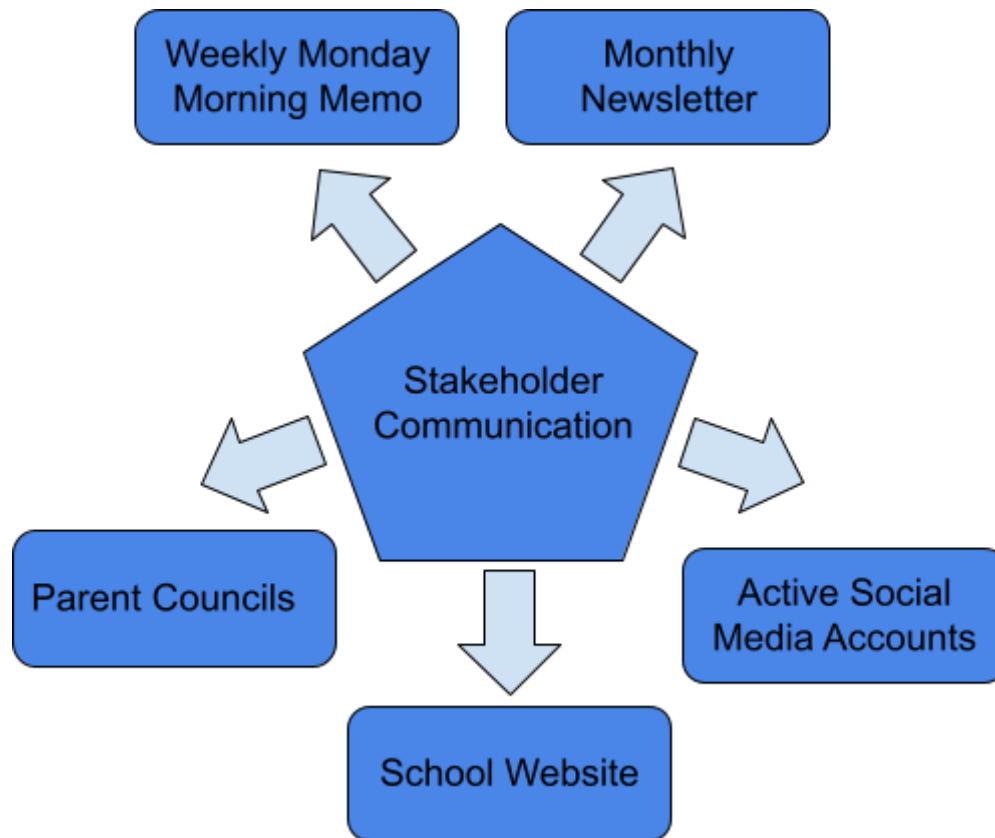 Weekly Monday
Morning Memo
Monthly
Newsletter
Stakeholder
Communication
Parent Councils
Active Social
Media Accounts
School Website